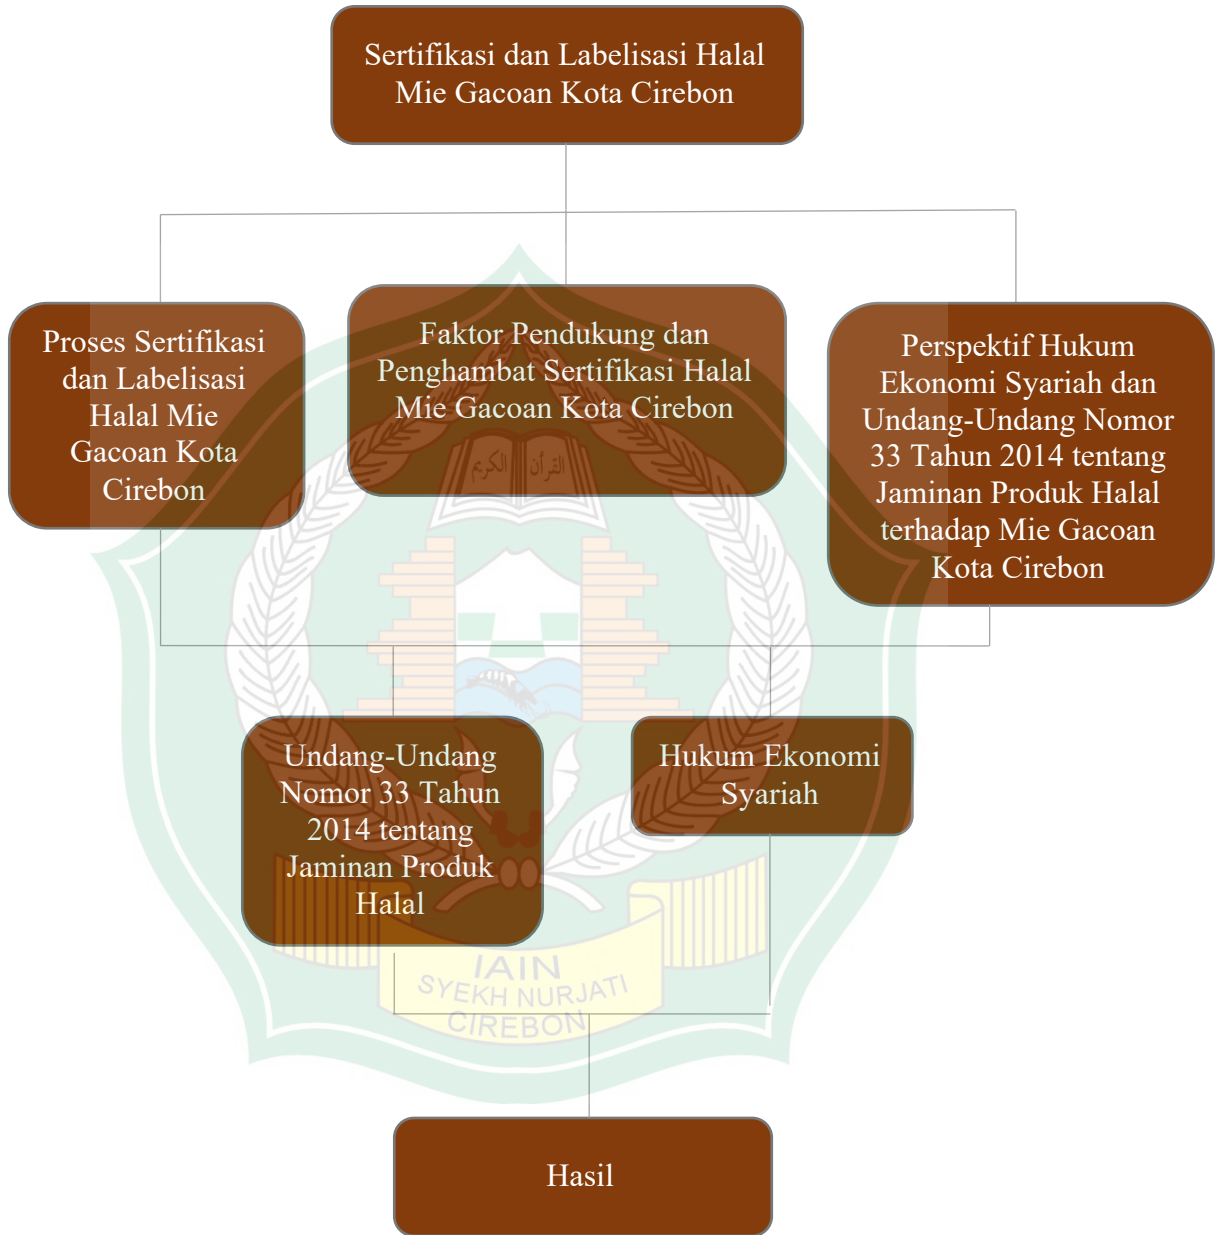 Sertifikasi dan Labelisasi Halal
Mie Gacoan Kota Cirebon
Proses Sertifikasi
dan Labelisasi
Halal Mie
Gacoan Kota
Cirebon
Faktor Pendukung dan
Penghambat Sertifikasi Halal
Mie Gacoan Kota Cirebon
Perspektif Hukum
Ekonomi Syariah dan
Undang-Undang Nomor
33 Tahun 2014 tentang
Jaminan Produk Halal
terhadap Mie Gacoan
Kota Cirebon
القرأن الكريم
Undang-Undang
Nomor 33 Tahun
2014 tentang
Jaminan Produk
Halal
Hukum Ekonomi
Syariah
IAIN
SYEKH NURJATI
CIREBON
Hasil